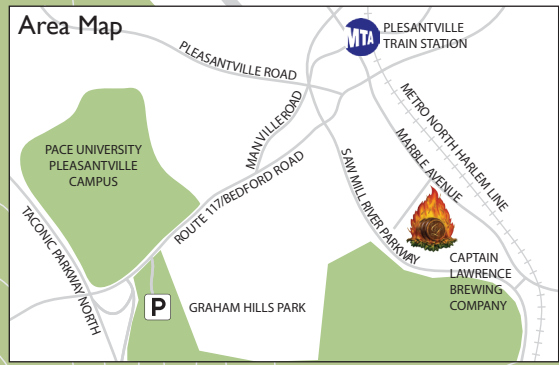 Area Map
MTA
PLESANTVILLE
TRAIN STATION
PLEASANTVILLE ROAD
METRO NORTH HARLEM LINE
MANVILLE ROAD
MARBLE AVENUE
PACE UNIVERSITY
PLEASANTVILLE
CAMPUS
ROUTE 117/BEDFORD ROAD
SAW MILL RIVER PARKWAY
TACONIC PARKWAY NORTH
CAPTAIN
LAWRENCE
BREWING
COMPANY
P
GRAHAM HILLS PARK